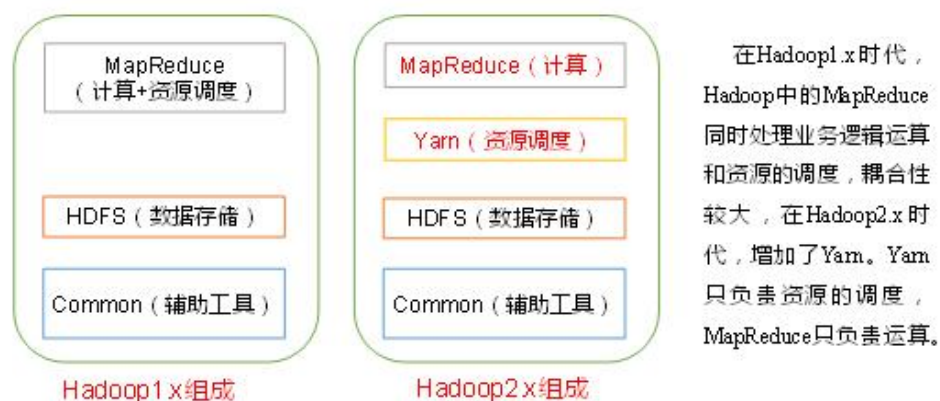 MapReduce
（计算+资源调度）
HDFS（数据存储）
Common（辅助工具）
Hadoop1.x组成
MapReduce（计算）
Yarn（资源调度）
HDFS（数据存储）
Common（辅助工具）
Hadoop2.x组成
在Hadoop1.x时代，
Hadoop中的MapReduce
同时处理业务逻辑运算
和资源的调度，耦合性
较大，在Hadoop2.x时
代，增加了Yarn。Yarn
只负责资源的调度，
MapReduce只负责运算。